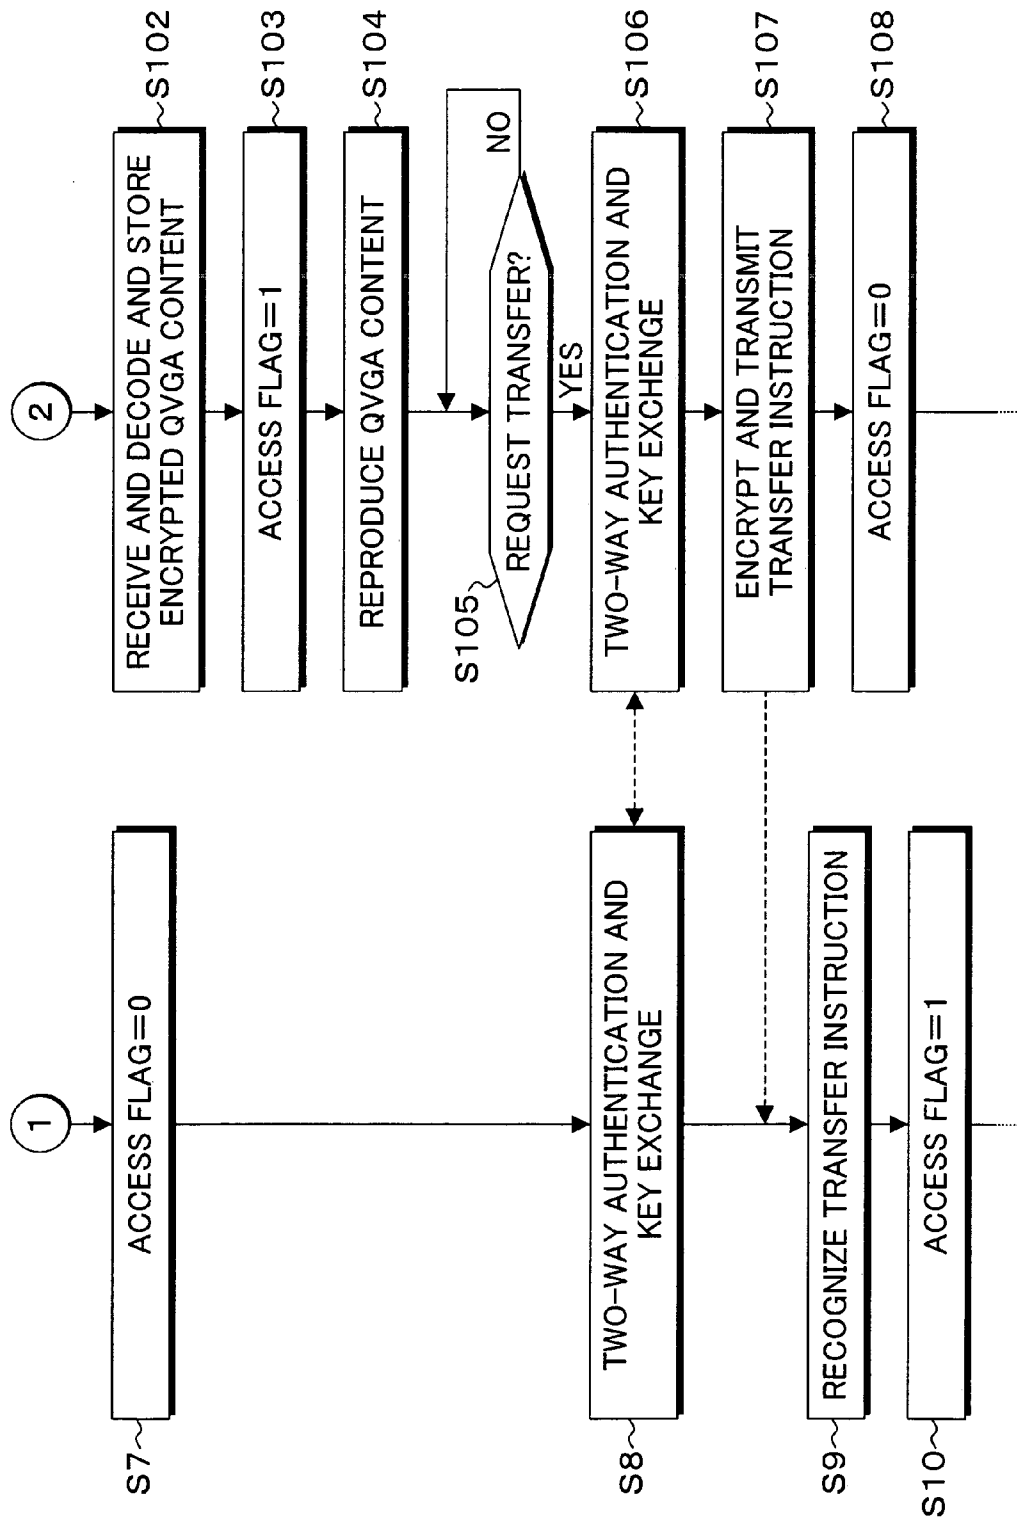 1
ACCESS FLAG=0
S7
TWO-WAY AUTHENTICATION AND
KEY EXCHANGE
S8
RECOGNIZE TRANSFER INSTRUCTION
S9
ACCESS FLAG=1
S10
2
RECEIVE AND DECODE AND STORE
ENCRYPTED QVGA CONTENT
S102
ACCESS FLAG=1
S103
REPRODUCE QVGA CONTENT
S104
S105
REQUEST TRANSFER?
NO
YES
TWO-WAY AUTHENTICATION AND
KEY EXCHENGE
S106
ENCRYPT AND TRANSMIT
TRANSFER INSTRUCTION
S107
ACCESS FLAG=0
S108